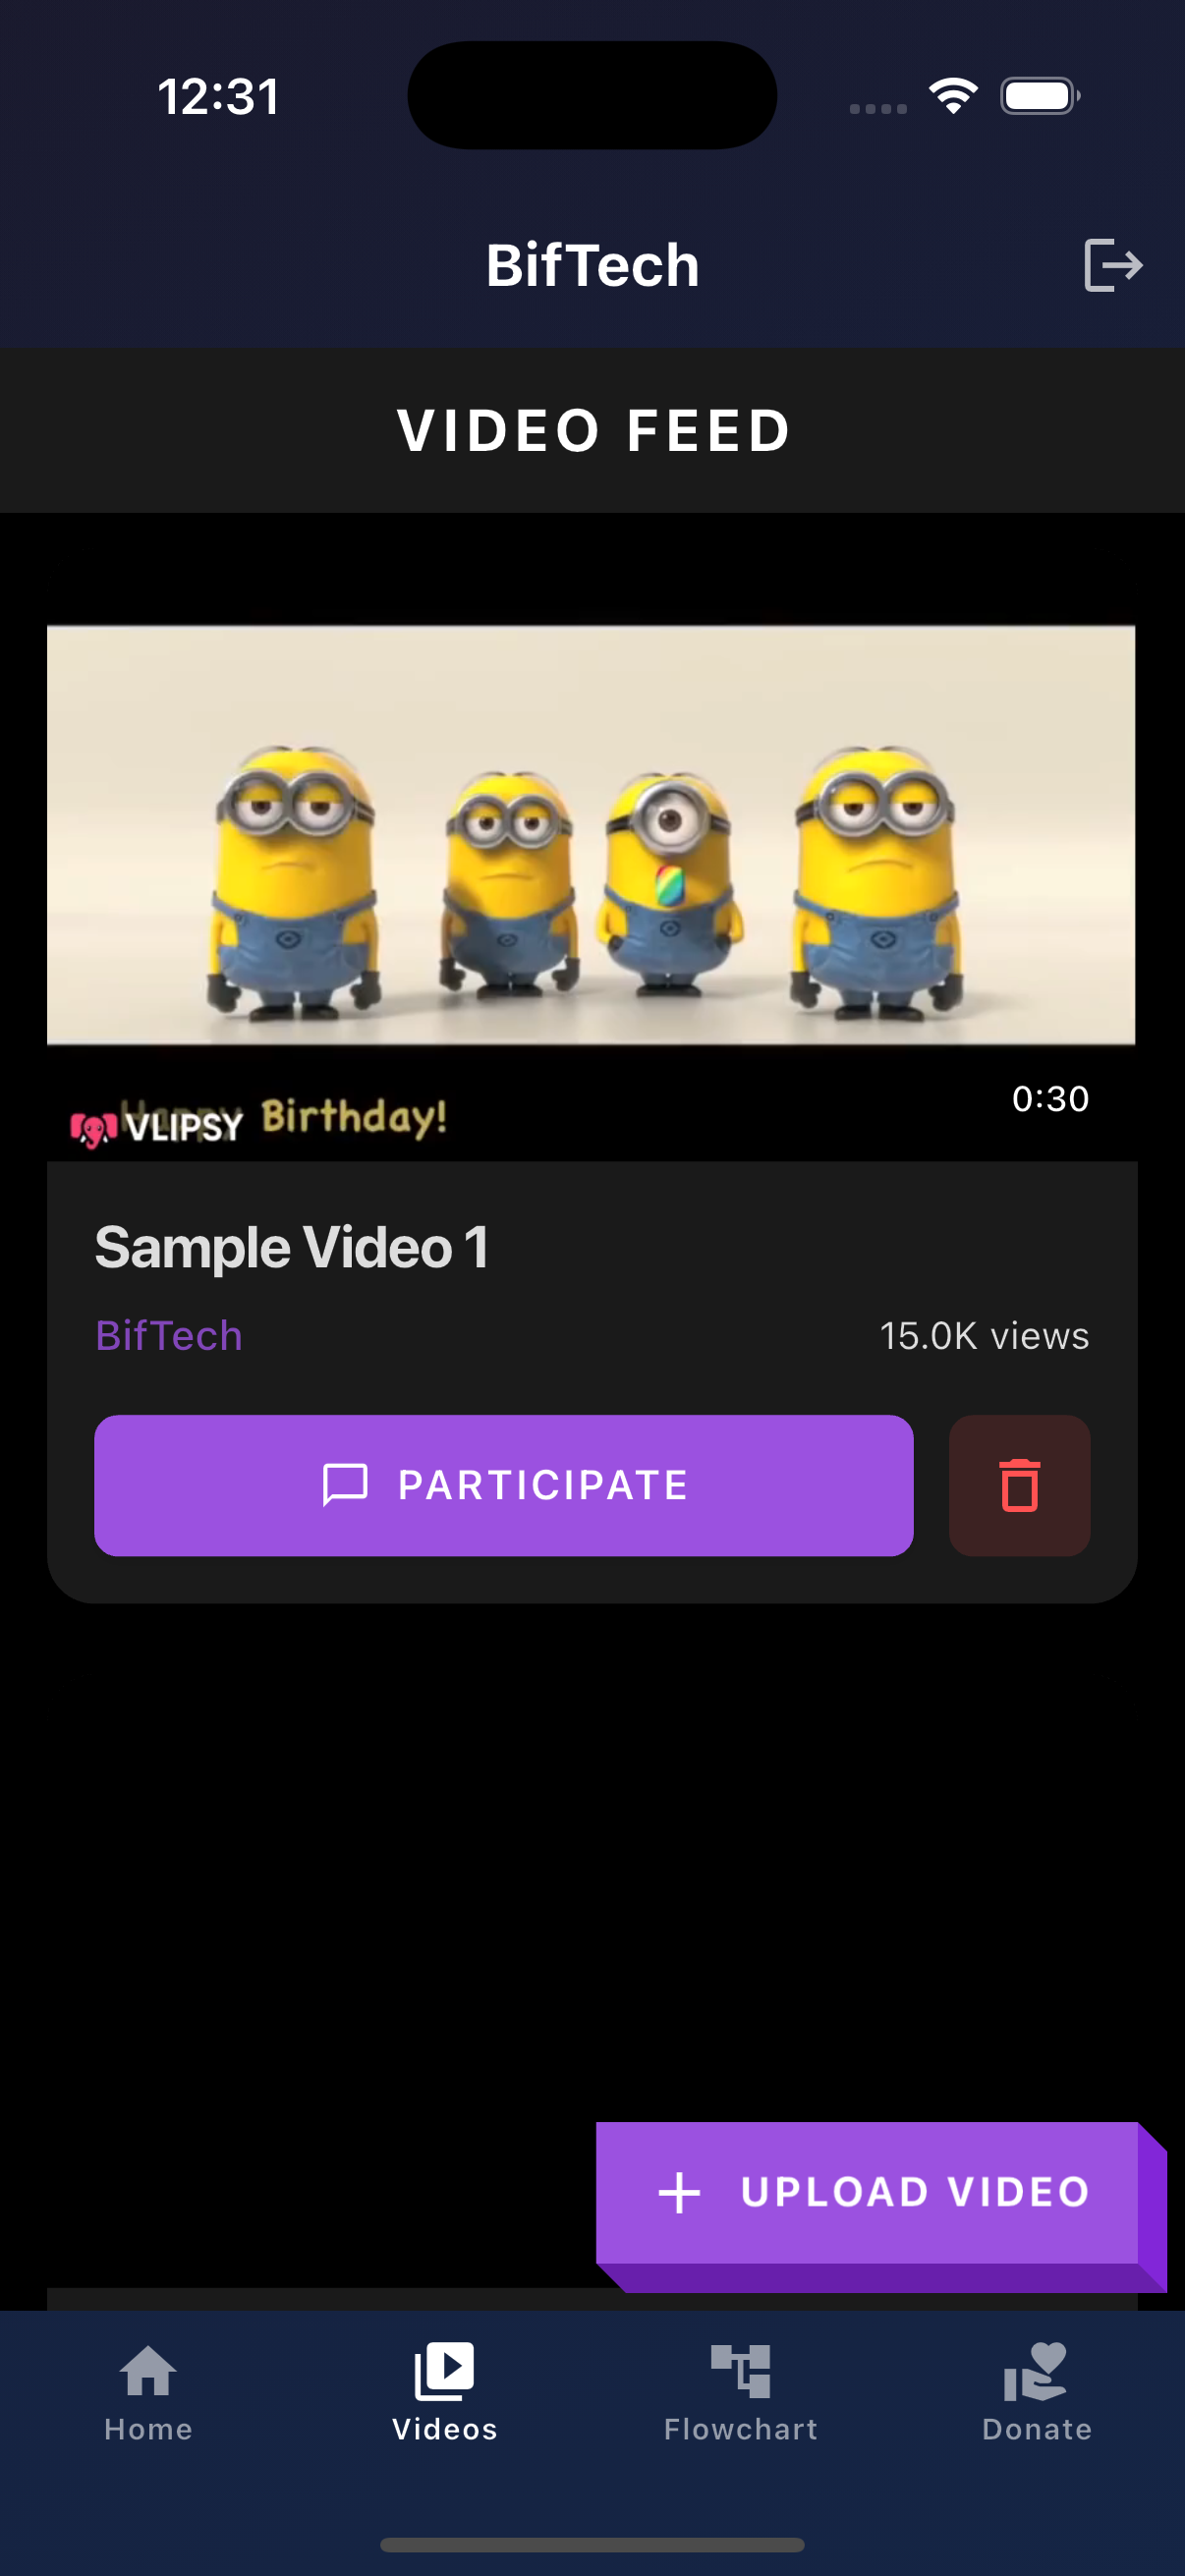 12:31
BifTech
VIDEO FEED
Happy Birthday!
VLIPSY
0:30
Sample Video 1
BifTech
15.0K views
PARTICIPATE
UPLOAD VIDEO
Home
Videos
Flowchart
Donate